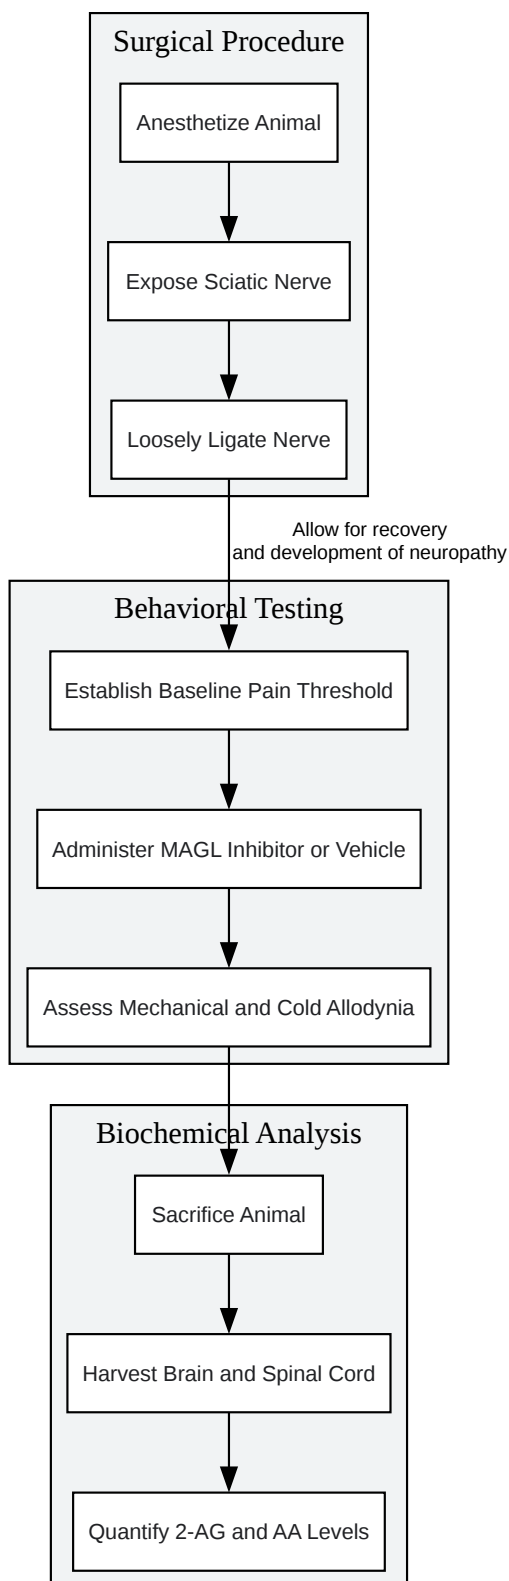 Surgical Procedure
Anesthetize Animal
Expose Sciatic Nerve
Loosely Ligate Nerve
Allow for recovery
and development of neuropathy
Behavioral Testing
Establish Baseline Pain Threshold
Administer MAGL Inhibitor or Vehicle
Assess Mechanical and Cold Allodynia
Biochemical Analysis
Sacrifice Animal
Harvest Brain and Spinal Cord
Quantify 2-AG and AA Levels